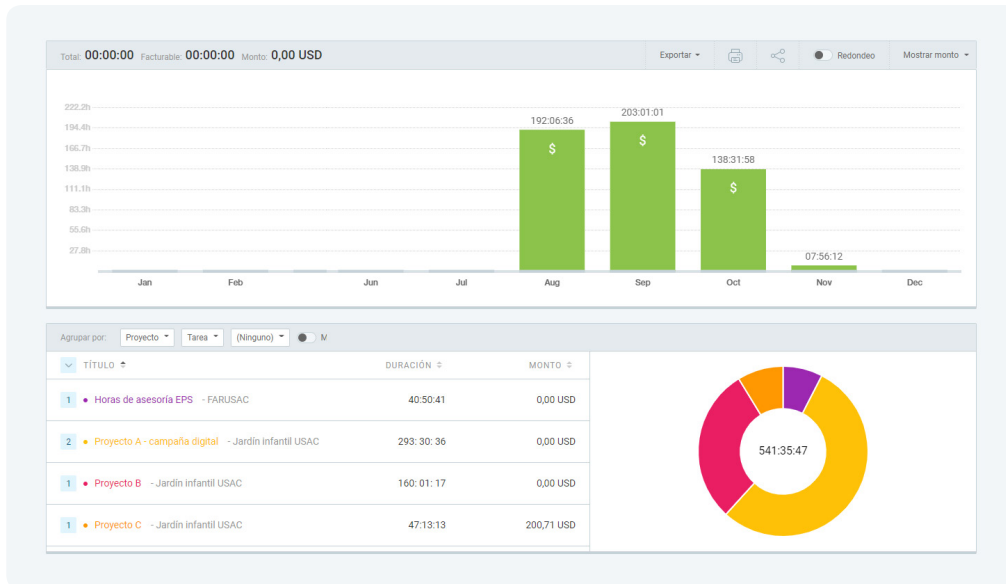 Total: 00:00:00 Facturable: 00:00:00 Monto: 0,00 USD Exportar Redondeo Mostrar monto
222.2h
194.4h
166.7h
138.9h
111.1h
83.3h
55.6h
27.8h
192:06:36
203:01:01
138:31:58
07:56:12
$
$
$
Jan Feb Jun Jul Aug Sep Oct Nov Dec
Agrupar por: Proyecto Tarea (Ninguno) M
TÍTULO DURACIÓN MONTO
1 • Horas de asesoría EPS - FARUSAC 40:50:41 0,00 USD
2 • Proyecto A - campaña digital - Jardín infantil USAC 293: 30: 36 0,00 USD
1 • Proyecto B - Jardín infantil USAC 160: 01: 17 0,00 USD
1 • Proyecto C - Jardín infantil USAC 47:13:13 200,71 USD
541:35:47